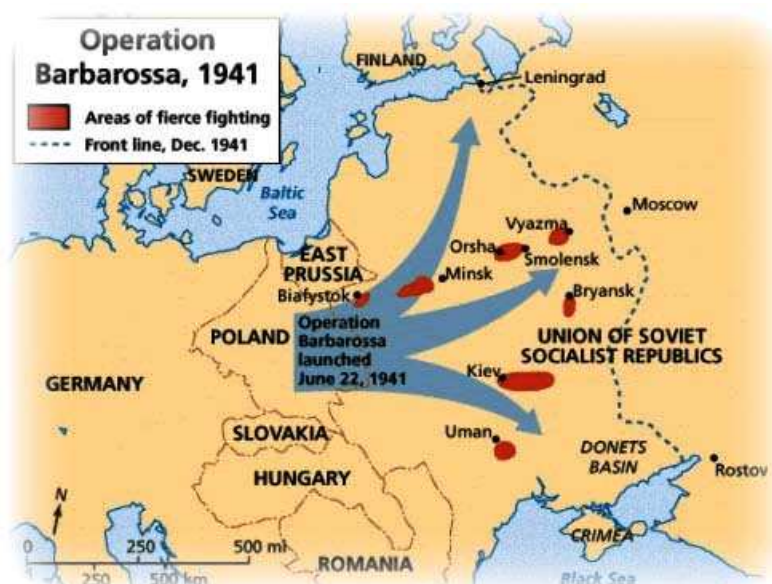 Operation
Barbarossa, 1941
Areas of fierce fighting
Front line, Dec. 1941
FINLAND
Leningrad
SWEDEN
Baltic
Sea
Moscow
Vyazma
Orsha
Smolensk
EAST
PRUSSIA
Minsk
Białystok
Bryansk
POLAND
Operation
Barbarossa
launched
June 22, 1941
UNION OF SOVIET
SOCIALIST REPUBLICS
GERMANY
Kiev
SLOVAKIA
Uman
DONETS
BASIN
HUNGARY
Rostov
N
CRIMEA
0 250 500 mi
ROMANIA
250 500 km
Black Sea